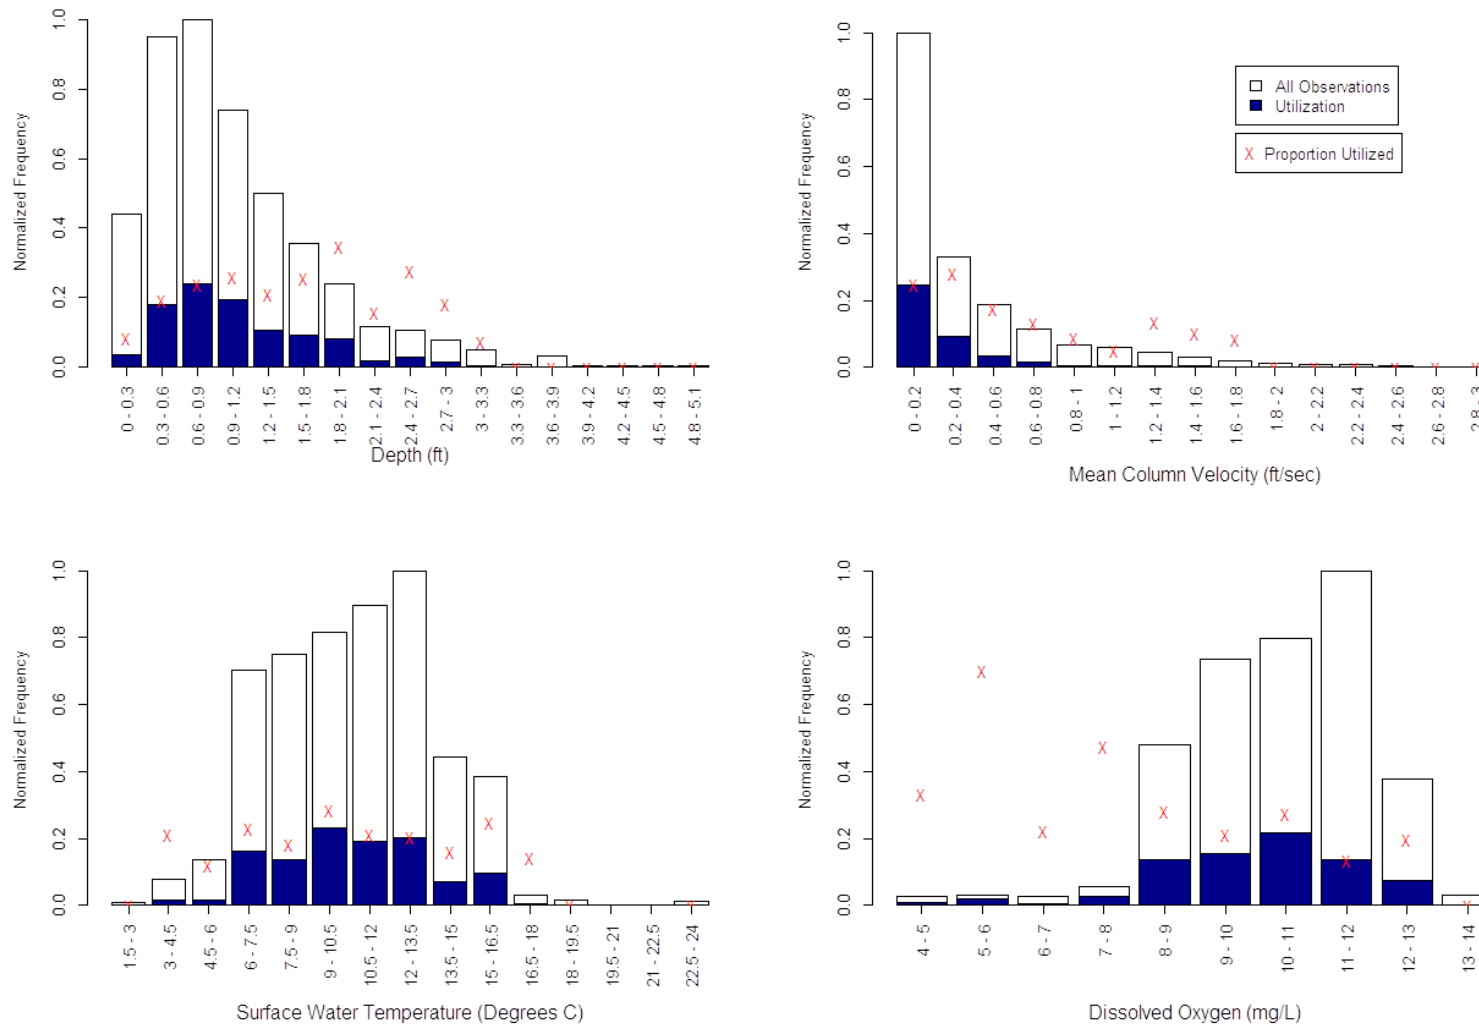 Normalized Frequency
0.0 0.2 0.4 0.6 0.8 1.0
0 - 0.3 0.3 - 0.6 0.6 - 0.9 0.9 - 1.2 1.2 - 1.5 1.5 - 1.8 1.8 - 2.1 2.1 - 2.4 2.4 - 2.7 2.7 - 3 3 - 3.3 3.3 - 3.6 3.6 - 3.9 3.9 - 4.2 4.2 - 4.5 4.5 - 4.8 4.8 - 5.1
Depth (ft)
Normalized Frequency
0.0 0.2 0.4 0.6 0.8 1.0
All Observations
Utilization
X Proportion Utilized
0 - 0.2 0.2 - 0.4 0.4 - 0.6 0.6 - 0.8 0.8 - 1 1 - 1.2 1.2 - 1.4 1.4 - 1.6 1.6 - 1.8 1.8 - 2 2 - 2.2 2.2 - 2.4 2.4 - 2.6 2.6 - 2.8 2.8 - 3
Mean Column Velocity (ft/sec)
Normalized Frequency
0.0 0.2 0.4 0.6 0.8 1.0
1.5 - 3 3 - 4.5 4.5 - 6 6 - 7.5 7.5 - 9 9 - 10.5 10.5 - 12 12 - 13.5 13.5 - 15 15 - 16.5 16.5 - 18 18 - 19.5 19.5 - 21 21 - 22.5 22.5 - 24
Surface Water Temperature (Degrees C)
Normalized Frequency
0.0 0.2 0.4 0.6 0.8 1.0
4 - 5 5 - 6 6 - 7 7 - 8 8 - 9 9 - 10 10 - 11 11 - 12 12 - 13 13 - 14
Dissolved Oxygen (mg/L)